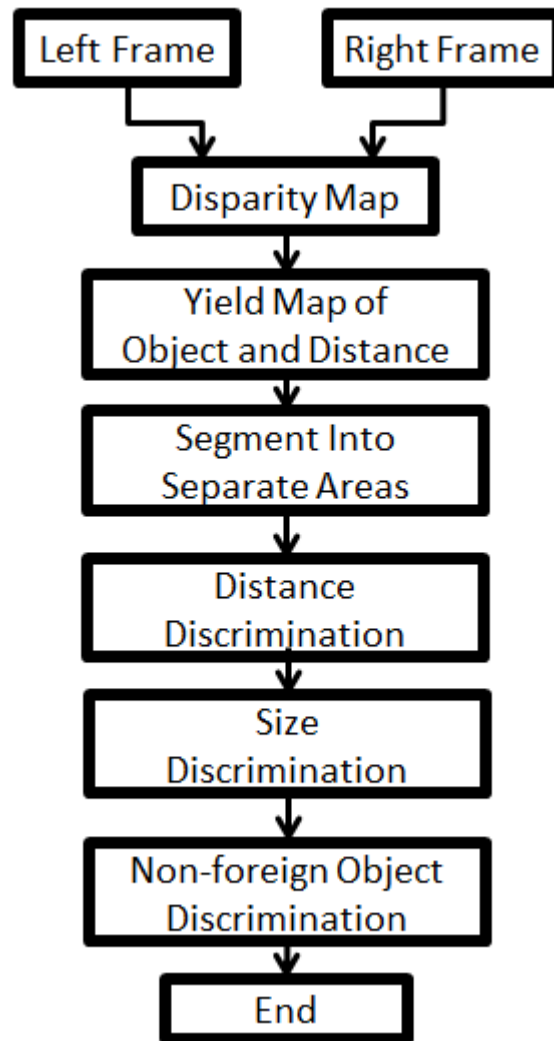 Left Frame
Right Frame
Disparity Map
Yield Map of
Object and Distance
Segment Into
Separate Areas
Distance
Discrimination
Size
Discrimination
Non-foreign Object
Discrimination
End